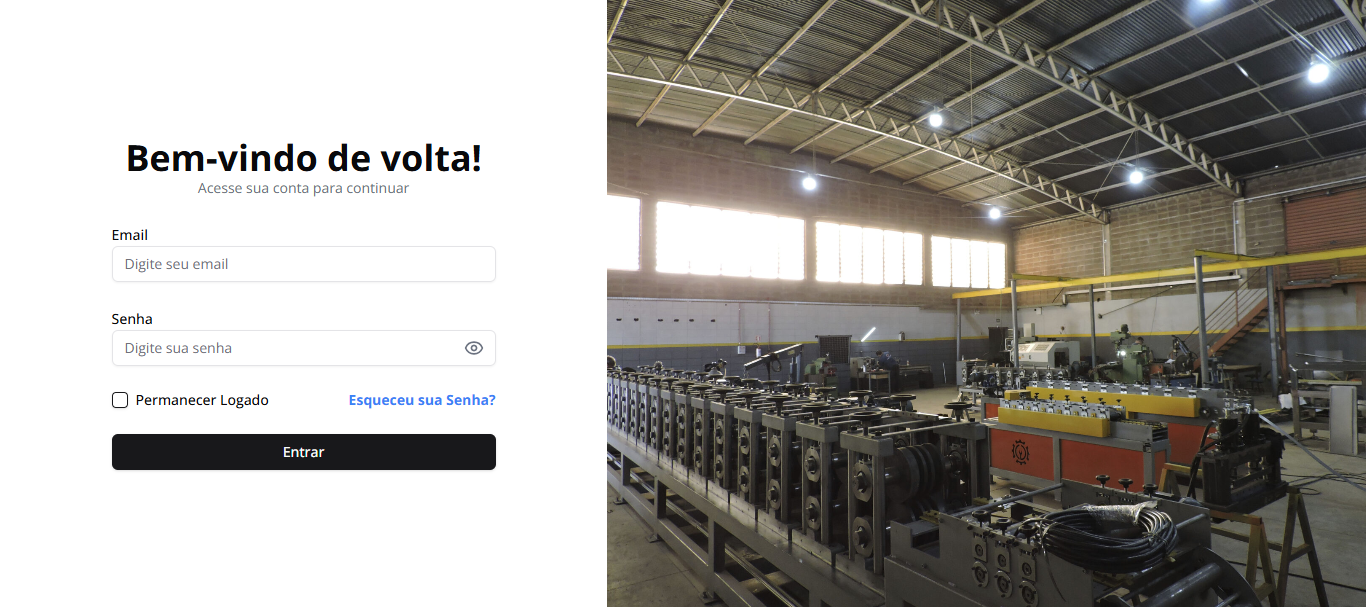 Bem-vindo de volta!
Acesse sua conta para continuar
Email
Digite seu email
Senha
Digite sua senha
Permanecer Logado
Esqueceu sua Senha?
Entrar